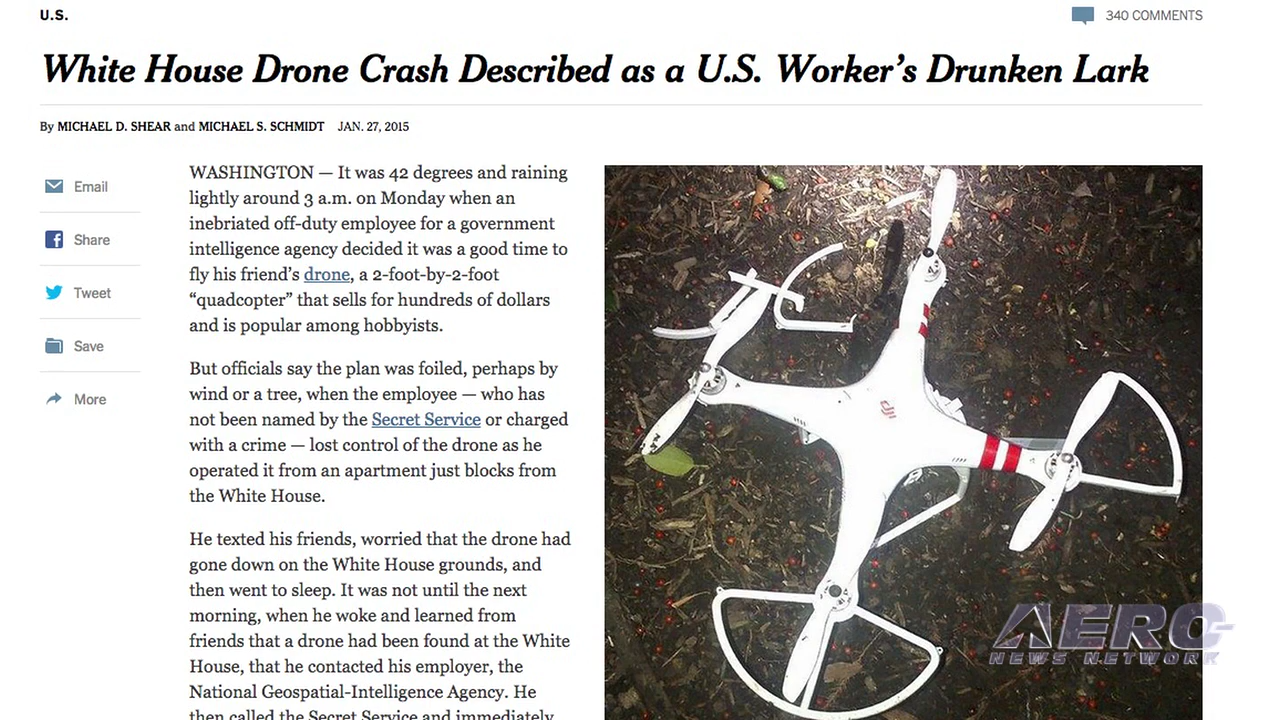 U.S.
340 COMMENTS
White House Drone Crash Described as a U.S. Worker’s Drunken Lark
By MICHAEL D. SHEAR and MICHAEL S. SCHMIDT JAN. 27, 2015
Email
Share
Tweet
Save
More
WASHINGTON — It was 42 degrees and raining
lightly around 3 a.m. on Monday when an
inebriated off-duty employee for a government
intelligence agency decided it was a good time to
fly his friend’s drone, a 2-foot-by-2-foot
“quadcopter” that sells for hundreds of dollars
and is popular among hobbyists.
But officials say the plan was foiled, perhaps by
wind or a tree, when the employee — who has
not been named by the Secret Service or charged
with a crime — lost control of the drone as he
operated it from an apartment just blocks from
the White House.
He texted his friends, worried that the drone had
gone down on the White House grounds, and
then went to sleep. It was not until the next
morning, when he woke and learned from
friends that a drone had been found at the White
House, that he contacted his employer, the
National Geospatial-Intelligence Agency. He
then called the Secret Service and immediately
dji
AERO
NEWS NETWORK